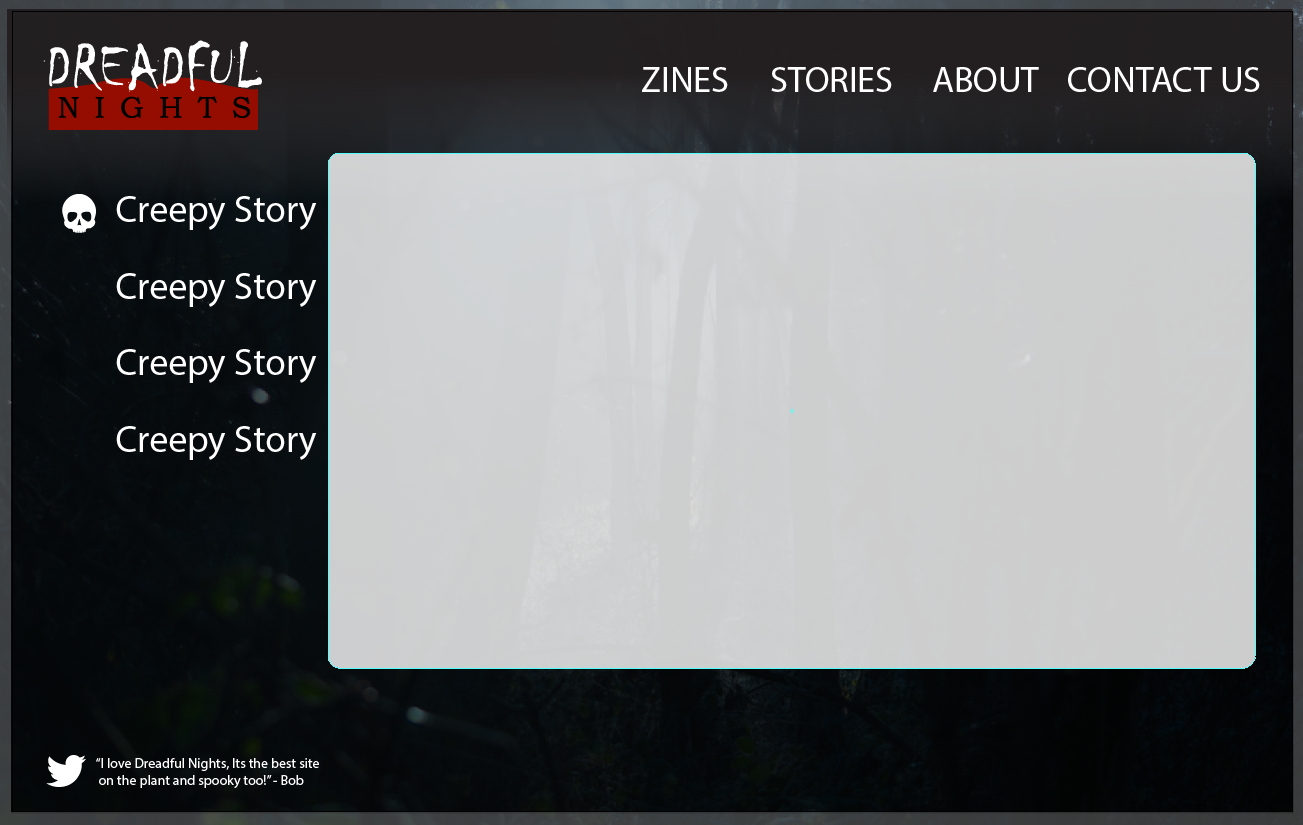 DREADFUL
NIGHTS
ZINES STORIES ABOUT CONTACT US
Creepy Story
Creepy Story
Creepy Story
Creepy Story
“I love Dreadful Nights, Its the best site
on the plant and spooky too!” - Bob